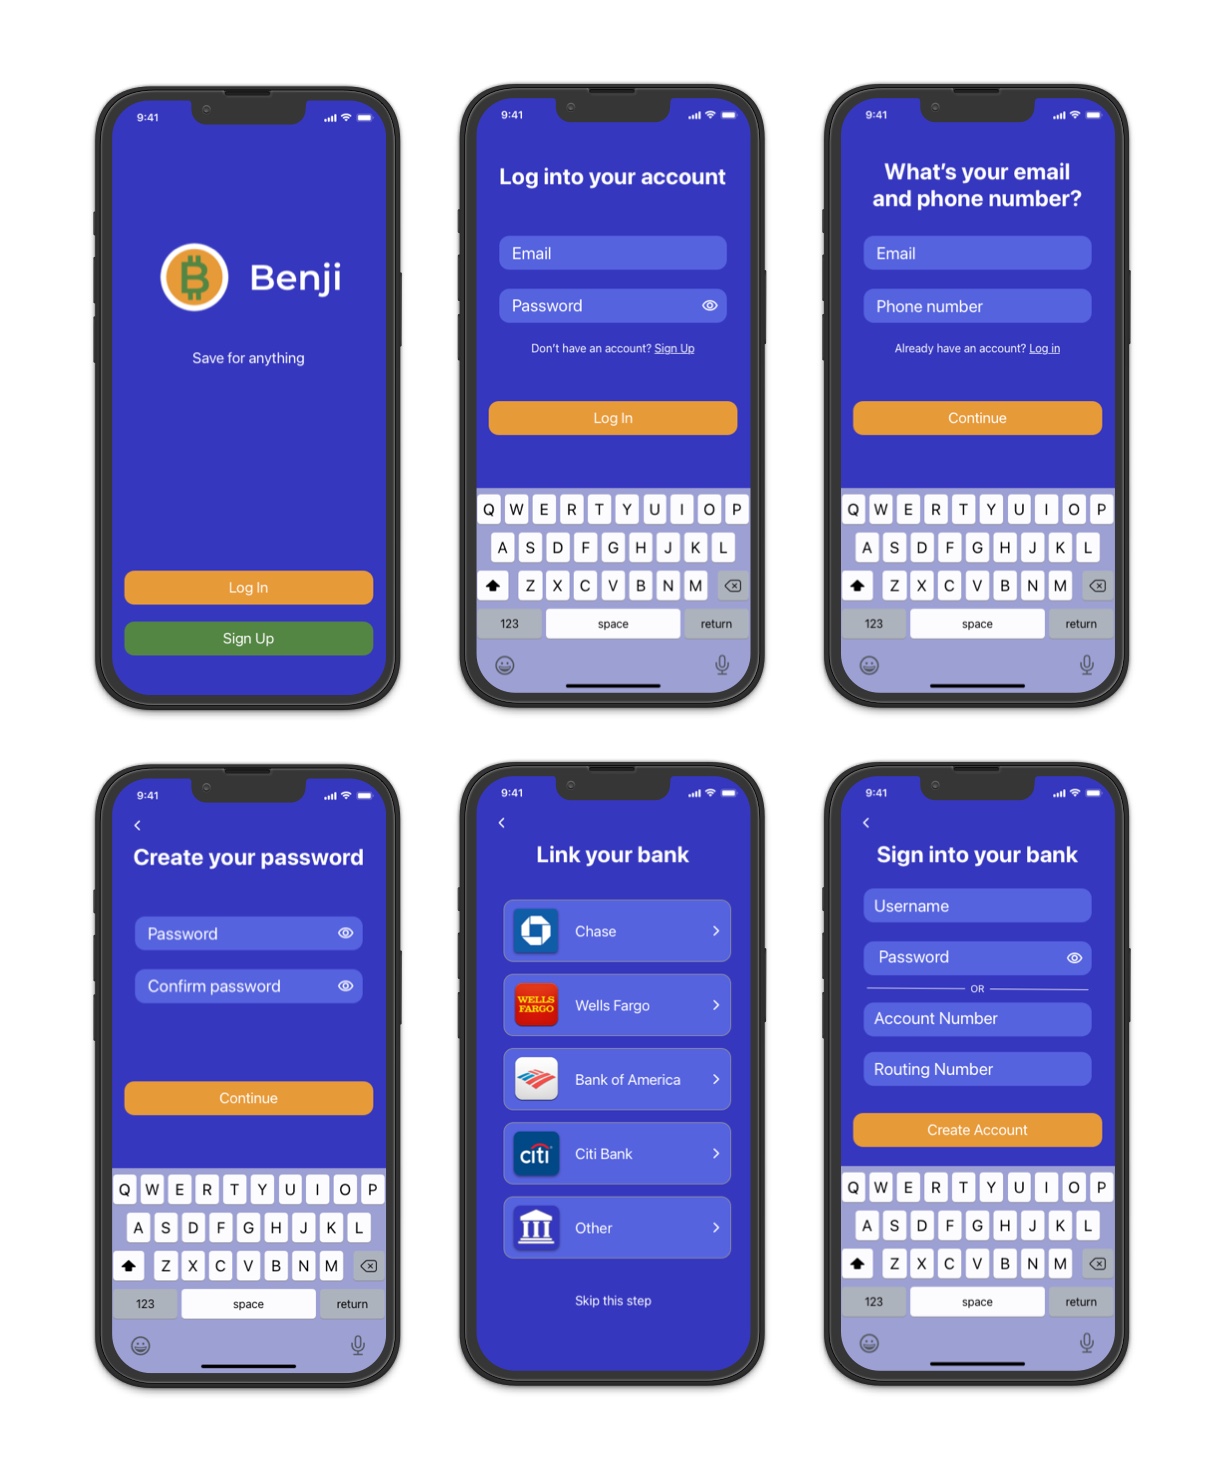 9:41
Benji
Save for anything
Log In
Sign Up
9:41
Log into your account
Email
Password
Don't have an account? Sign Up
Log In
Q W E R T Y U I O P
A S D F G H J K L
Z X C V B N M
123 space return
9:41
What's your email
and phone number?
Email
Phone number
Already have an account? Log in
Continue
Q W E R T Y U I O P
A S D F G H J K L
Z X C V B N M
123 space return
9:41
Create your password
Password
Confirm password
Continue
Q W E R T Y U I O P
A S D F G H J K L
Z X C V B N M
123 space return
9:41
Link your bank
Chase
WELLS
FARGO
Wells Fargo
Bank of America
citi
Citi Bank
Other
Skip this step
9:41
Sign into your bank
Username
Password
OR
Account Number
Routing Number
Create Account
Q W E R T Y U I O P
A S D F G H J K L
Z X C V B N M
123 space return